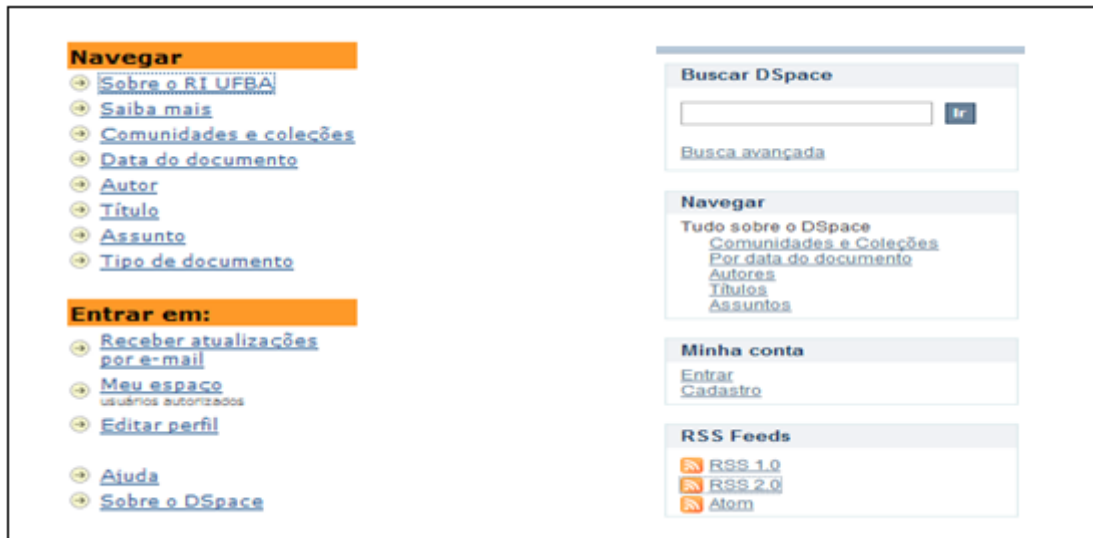 Navegar
Sobre o RI UFBA
Saiba mais
Comunidades e coleções
Data do documento
Autor
Título
Assunto
Tipo de documento
Entrar em:
Receber atualizações
por e-mail
Meu espaço
usuários autorizados
Editar perfil
Ajuda
Sobre o DSpace
Buscar DSpace
Ir
Busca avançada
Navegar
Tudo sobre o DSpace
Comunidades e Coleções
Por data do documento
Autores
Títulos
Assuntos
Minha conta
Entrar
Cadastro
RSS Feeds
RSS 1.0
RSS 2.0
Atom